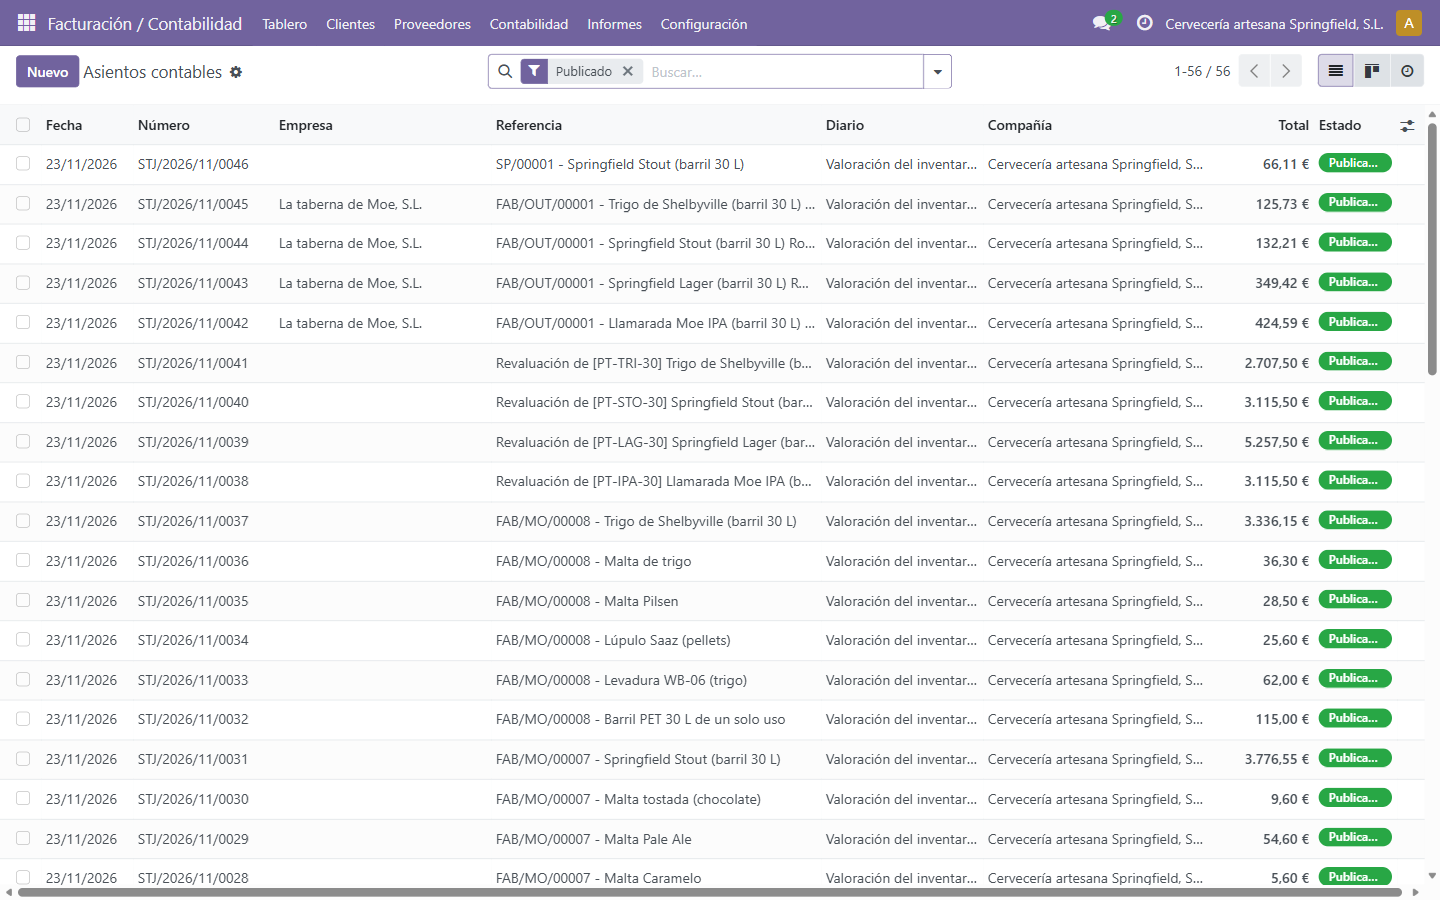 Facturación / Contabilidad Tablero Clientes Proveedores Contabilidad Informes Configuración 2 Cervecería artesana Springfield, S.L. A
Nuevo Asientos contables Publicado Buscar... 1-56 / 56
Fecha Número Empresa Referencia Diario Compañía Total Estado
23/11/2026 STJ/2026/11/0046 SP/00001 - Springfield Stout (barril 30 L) Valoración del inventar... Cervecería artesana Springfield, S... 66,11 € Publica...
23/11/2026 STJ/2026/11/0045 La taberna de Moe, S.L. FAB/OUT/00001 - Trigo de Shelbyville (barril 30 L) ... Valoración del inventar... Cervecería artesana Springfield, S... 125,73 € Publica...
23/11/2026 STJ/2026/11/0044 La taberna de Moe, S.L. FAB/OUT/00001 - Springfield Stout (barril 30 L) Ro... Valoración del inventar... Cervecería artesana Springfield, S... 132,21 € Publica...
23/11/2026 STJ/2026/11/0043 La taberna de Moe, S.L. FAB/OUT/00001 - Springfield Lager (barril 30 L) R... Valoración del inventar... Cervecería artesana Springfield, S... 349,42 € Publica...
23/11/2026 STJ/2026/11/0042 La taberna de Moe, S.L. FAB/OUT/00001 - Llamarada Moe IPA (barril 30 L) ... Valoración del inventar... Cervecería artesana Springfield, S... 424,59 € Publica...
23/11/2026 STJ/2026/11/0041 Revaluación de [PT-TRI-30] Trigo de Shelbyville (b... Valoración del inventar... Cervecería artesana Springfield, S... 2.707,50 € Publica...
23/11/2026 STJ/2026/11/0040 Revaluación de [PT-STO-30] Springfield Stout (bar... Valoración del inventar... Cervecería artesana Springfield, S... 3.115,50 € Publica...
23/11/2026 STJ/2026/11/0039 Revaluación de [PT-LAG-30] Springfield Lager (bar... Valoración del inventar... Cervecería artesana Springfield, S... 5.257,50 € Publica...
23/11/2026 STJ/2026/11/0038 Revaluación de [PT-IPA-30] Llamarada Moe IPA (b... Valoración del inventar... Cervecería artesana Springfield, S... 3.115,50 € Publica...
23/11/2026 STJ/2026/11/0037 FAB/MO/00008 - Trigo de Shelbyville (barril 30 L) Valoración del inventar... Cervecería artesana Springfield, S... 3.336,15 € Publica...
23/11/2026 STJ/2026/11/0036 FAB/MO/00008 - Malta de trigo Valoración del inventar... Cervecería artesana Springfield, S... 36,30 € Publica...
23/11/2026 STJ/2026/11/0035 FAB/MO/00008 - Malta Pilsen Valoración del inventar... Cervecería artesana Springfield, S... 28,50 € Publica...
23/11/2026 STJ/2026/11/0034 FAB/MO/00008 - Lúpulo Saaz (pellets) Valoración del inventar... Cervecería artesana Springfield, S... 25,60 € Publica...
23/11/2026 STJ/2026/11/0033 FAB/MO/00008 - Levadura WB-06 (trigo) Valoración del inventar... Cervecería artesana Springfield, S... 62,00 € Publica...
23/11/2026 STJ/2026/11/0032 FAB/MO/00008 - Barril PET 30 L de un solo uso Valoración del inventar... Cervecería artesana Springfield, S... 115,00 € Publica...
23/11/2026 STJ/2026/11/0031 FAB/MO/00007 - Springfield Stout (barril 30 L) Valoración del inventar... Cervecería artesana Springfield, S... 3.776,55 € Publica...
23/11/2026 STJ/2026/11/0030 FAB/MO/00007 - Malta tostada (chocolate) Valoración del inventar... Cervecería artesana Springfield, S... 9,60 € Publica...
23/11/2026 STJ/2026/11/0029 FAB/MO/00007 - Malta Pale Ale Valoración del inventar... Cervecería artesana Springfield, S... 54,60 € Publica...
23/11/2026 STJ/2026/11/0028 FAB/MO/00007 - Malta Caramelo Valoración del inventar... Cervecería artesana Springfield, S... 5,60 € Publica...